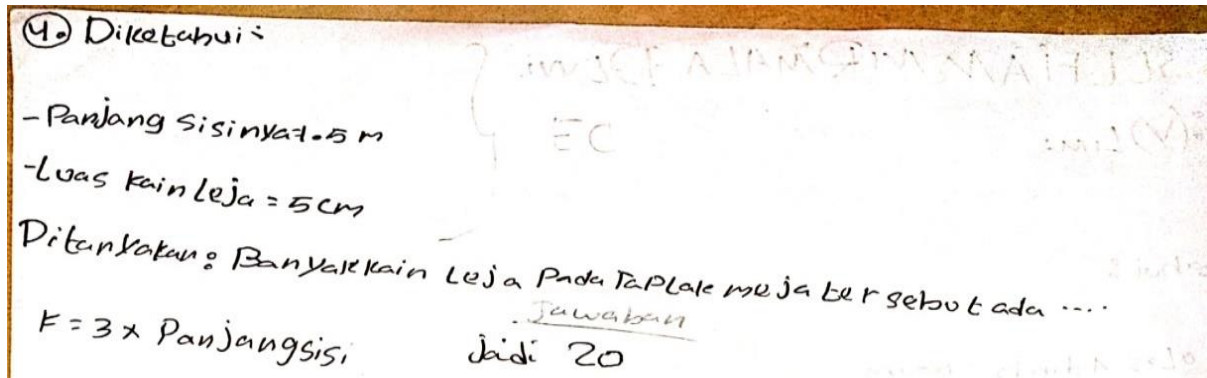 4. Diketahui:
- Panjang sisinya 1.5 m
- Luas kain leja = 5 cm
Ditanyakan: Banyak kain Leja Pada Taplak meja tersebut ada ....
Jawaban
K = 3 x Panjang sisi jadi 20